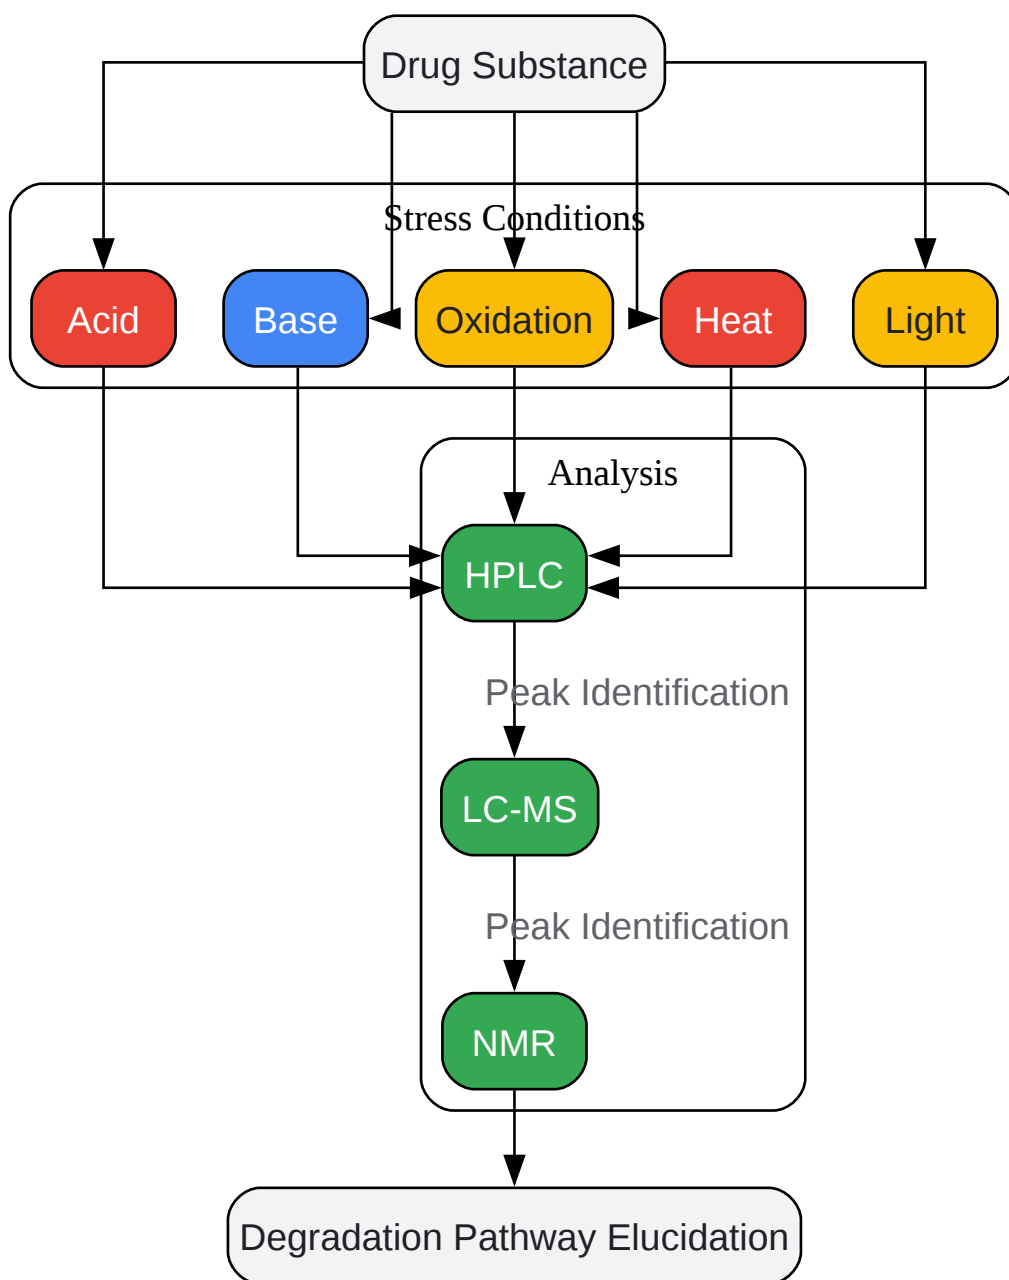 Drug Substance
Stress Conditions
Acid
Base
Oxidation
Heat
Light
Analysis
HPLC
Peak Identification
LC-MS
Peak Identification
NMR
Degradation Pathway Elucidation